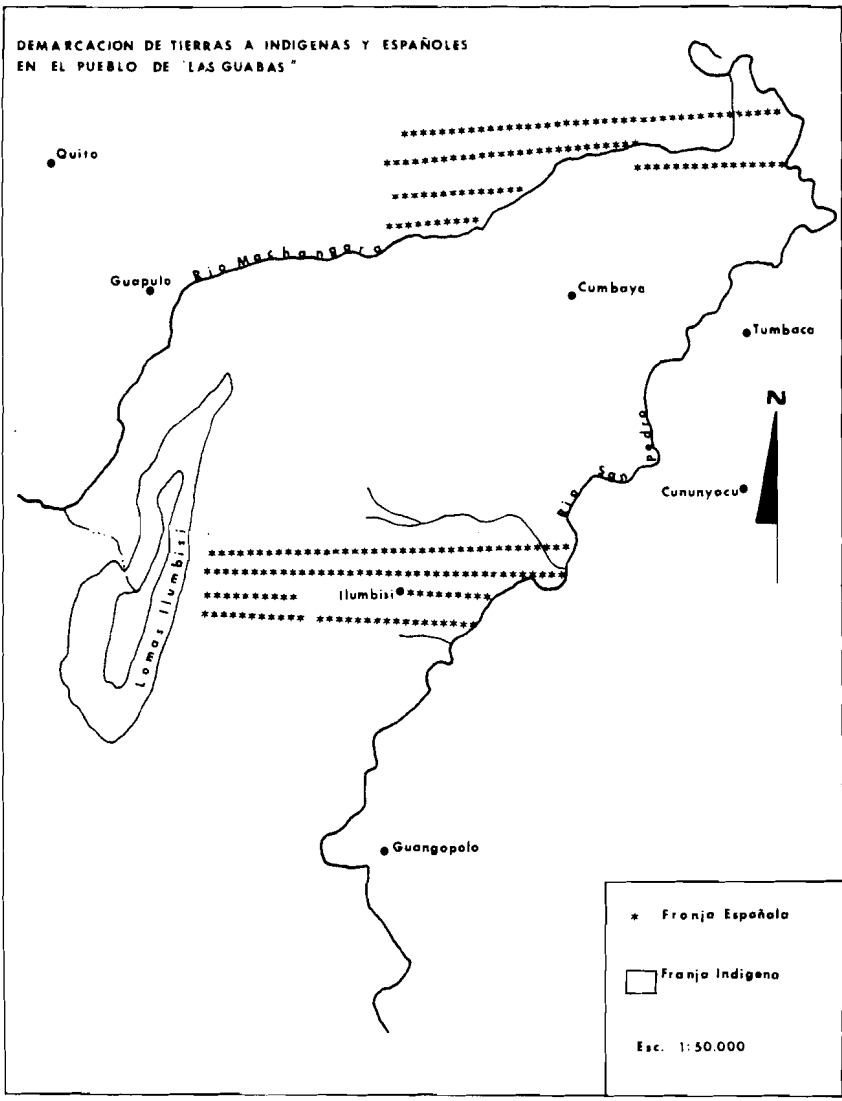 DEMARCACION DE TIERRAS A INDIGENAS Y ESPAÑOLES
EN EL PUEBLO DE "LAS GUABAS"
Quito
Rio Machangara
Guapulo
Cumbaya
Tumbaca
N
Rio San Pedro
Cununyacu
Ilumbisi
Lomas Ilumbisi
Guangopolo
* Franja Española
Franja Indigena
Esc. 1:50.000